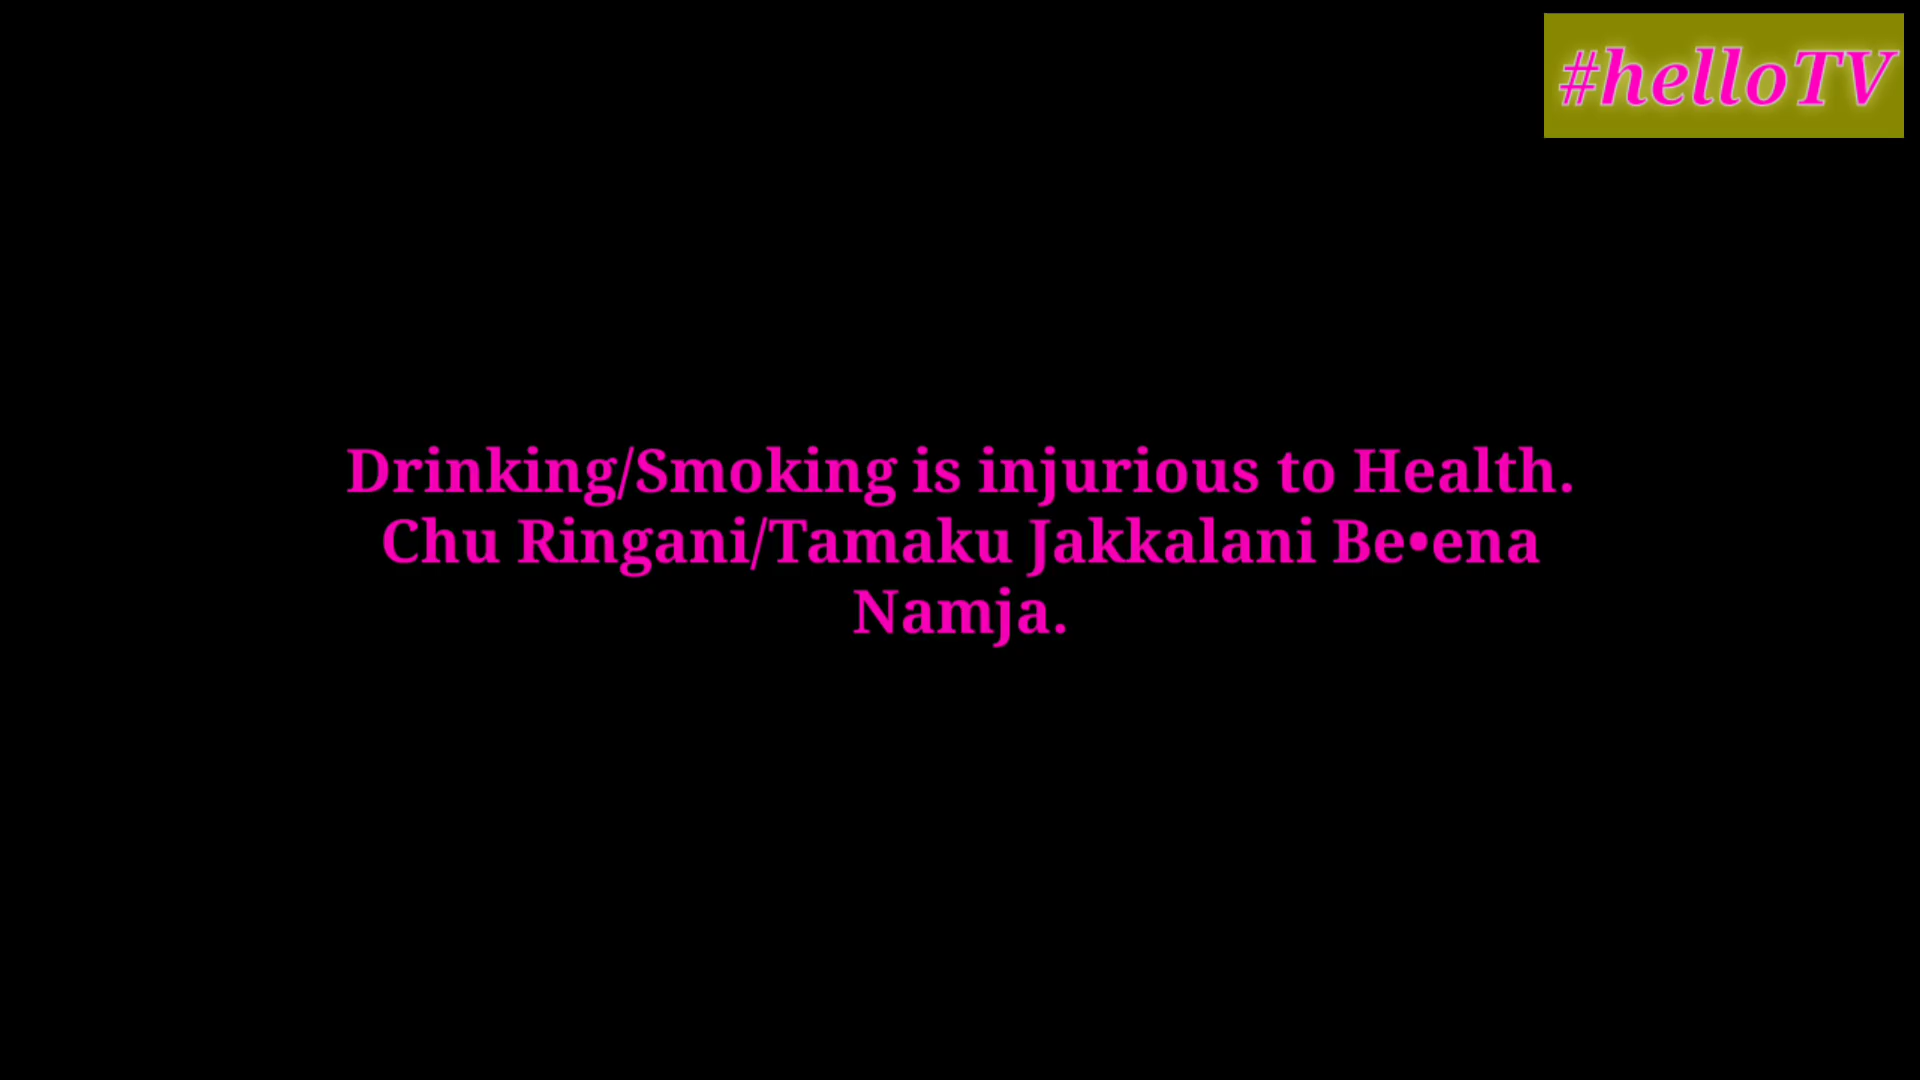 #helloTV
Drinking/Smoking is injurious to Health.
Chu Ringani/Tamaku Jakkalani Be•ena
Namja.